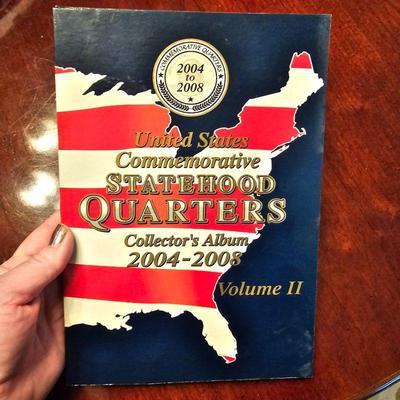 COMMEMORATIVE QUARTERS
2004
to
2008
United States
Commemorative
STATEHOOD
QUARTERS
Collector's Album
2004-2008
Volume II